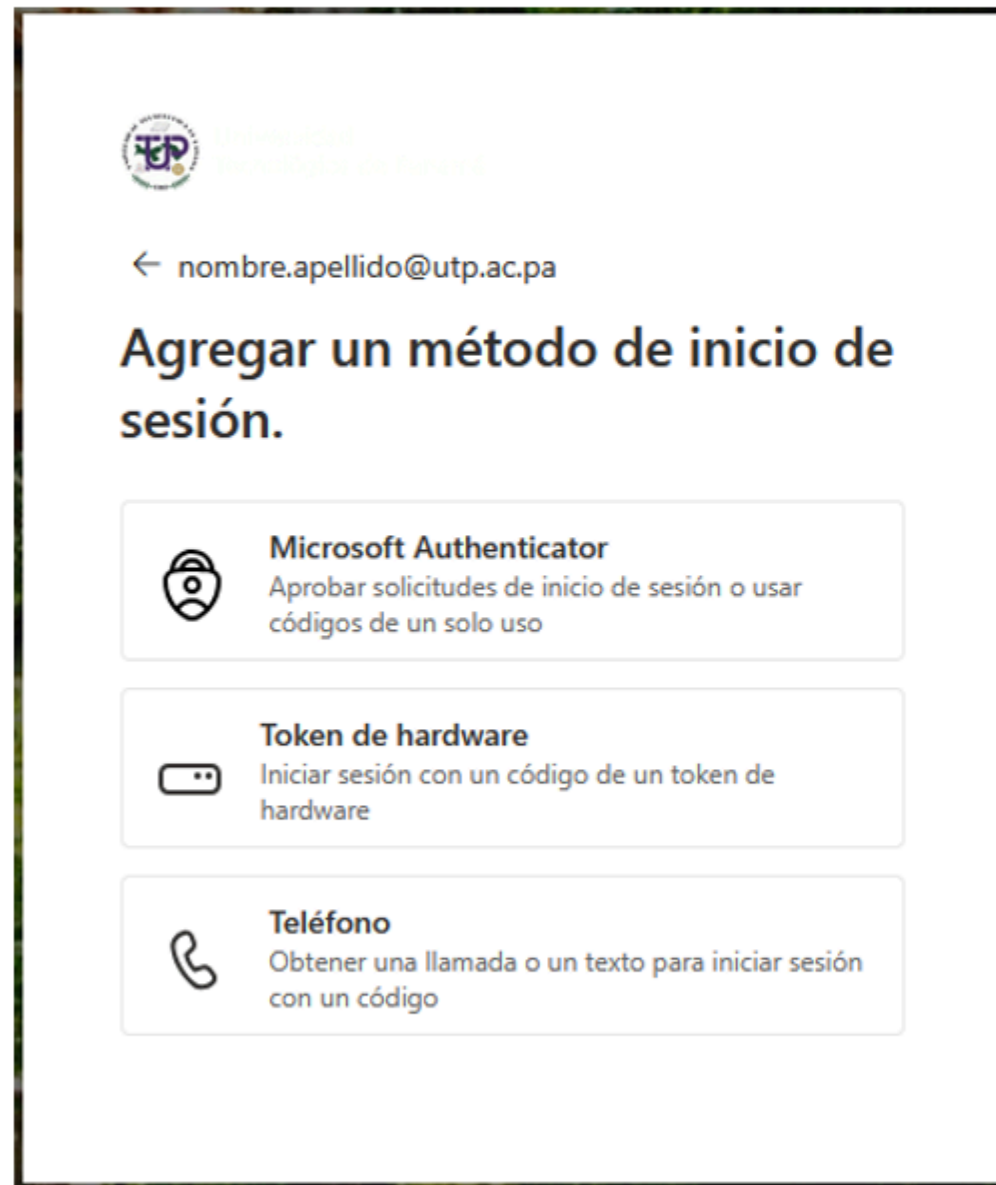 UTP
← nombre.apellido@utp.ac.pa
Agregar un método de inicio de
sesión.
Microsoft Authenticator
Aprobar solicitudes de inicio de sesión o usar
códigos de un solo uso
Token de hardware
Iniciar sesión con un código de un token de
hardware
Teléfono
Obtener una llamada o un texto para iniciar sesión
con un código